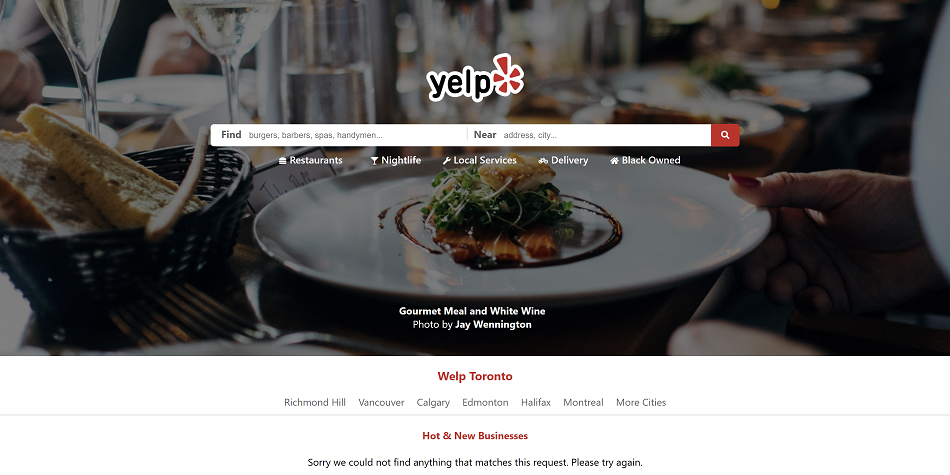 yelp
Find burgers, barbers, spas, handymen... Near address, city...
Restaurants Nightlife Local Services Delivery Black Owned
Gourmet Meal and White Wine
Photo by Jay Wennington
Welp Toronto
Richmond Hill Vancouver Calgary Edmonton Halifax Montreal More Cities
Hot & New Businesses
Sorry we could not find anything that matches this request. Please try again.